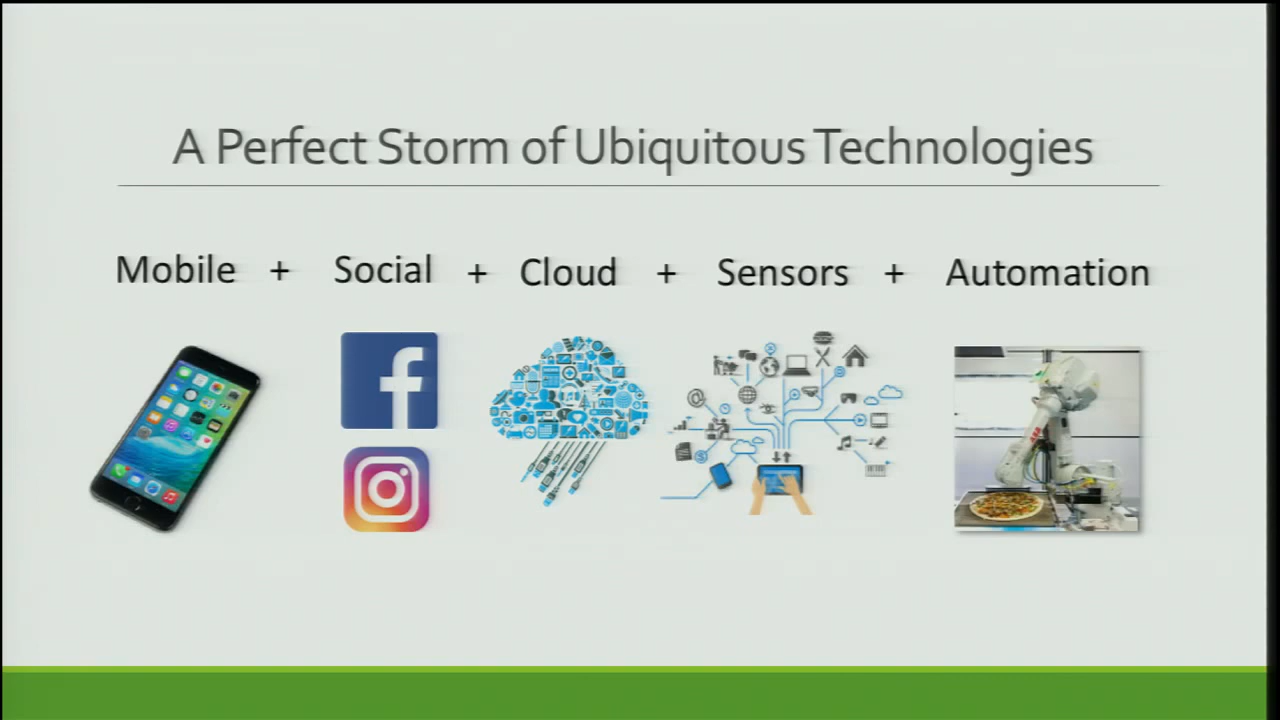 A Perfect Storm of Ubiquitous Technologies
Mobile + Social + Cloud + Sensors + Automation